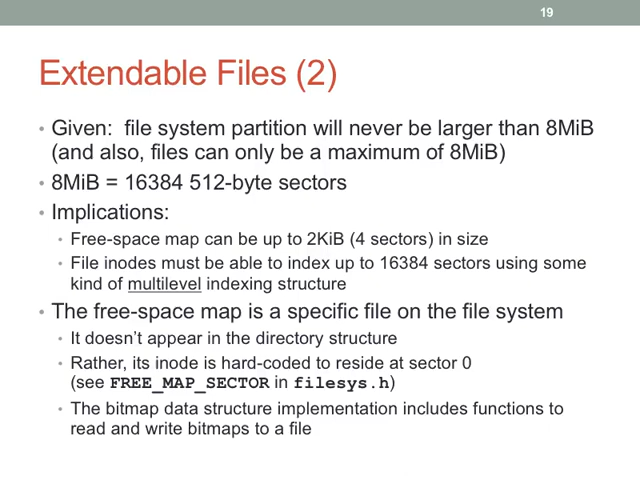 19
Extendable Files (2)
• Given: file system partition will never be larger than 8MiB
(and also, files can only be a maximum of 8MiB)
• 8MiB = 16384 512-byte sectors
• Implications:
• Free-space map can be up to 2KiB (4 sectors) in size
• File inodes must be able to index up to 16384 sectors using some
kind of multilevel indexing structure
• The free-space map is a specific file on the file system
• It doesn't appear in the directory structure
• Rather, its inode is hard-coded to reside at sector 0
(see FREE_MAP_SECTOR in filesys.h)
• The bitmap data structure implementation includes functions to
read and write bitmaps to a file